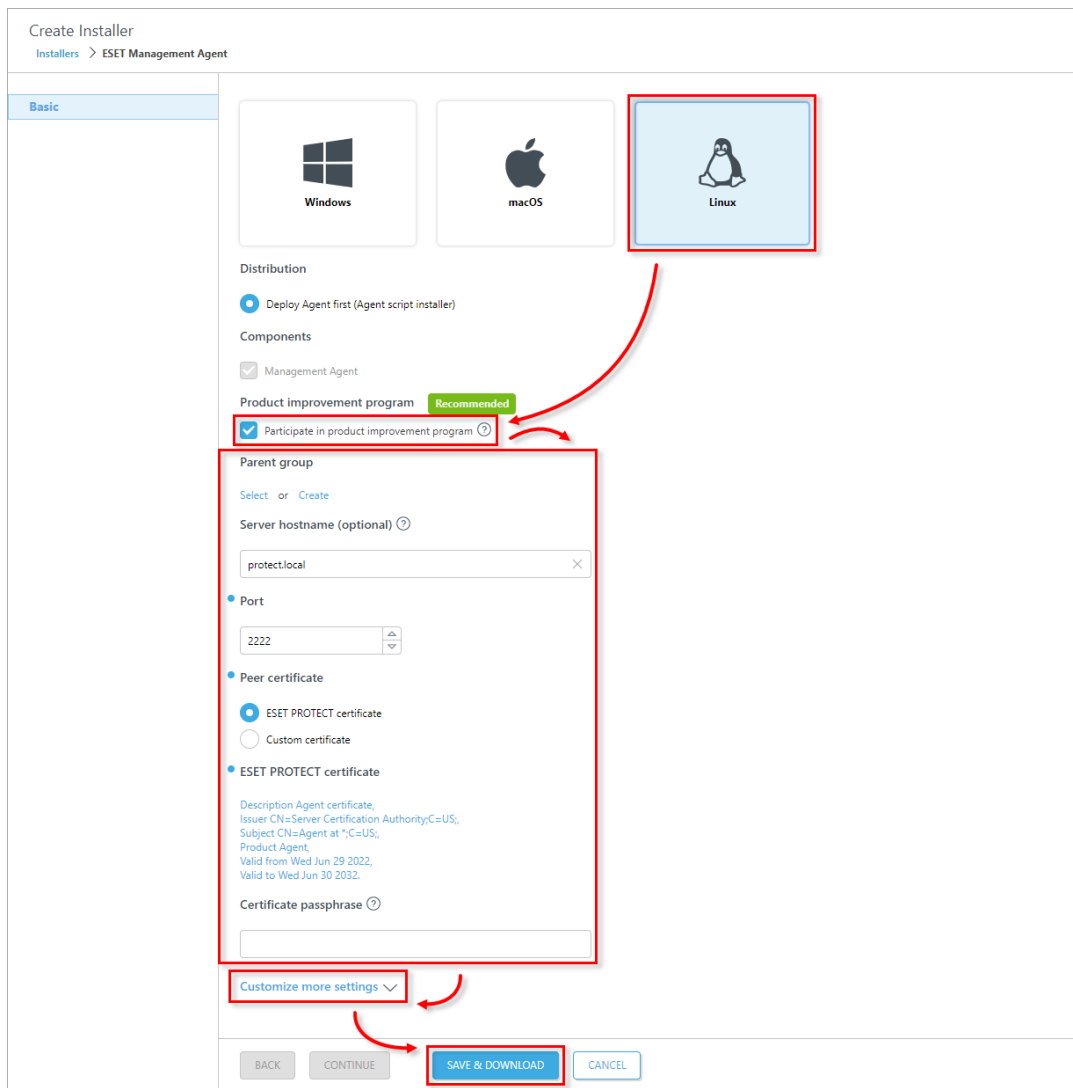 Create Installer
Installers > ESET Management Agent
Basic
Windows
macOS
Linux
Distribution
Deploy Agent first (Agent script installer)
Components
Management Agent
Product improvement program Recommended
Participate in product improvement program ?
Parent group
Select or Create
Server hostname (optional) ?
protect.local
Port
2222
Peer certificate
ESET PROTECT certificate
Custom certificate
ESET PROTECT certificate
Description Agent certificate,
Issuer CN=Server Certification Authority;C=US;,
Subject CN=Agent at *;C=US;,
Product Agent,
Valid from Wed Jun 29 2022,
Valid to Wed Jun 30 2032.
Certificate passphrase ?
Customize more settings
BACK CONTINUE SAVE & DOWNLOAD CANCEL